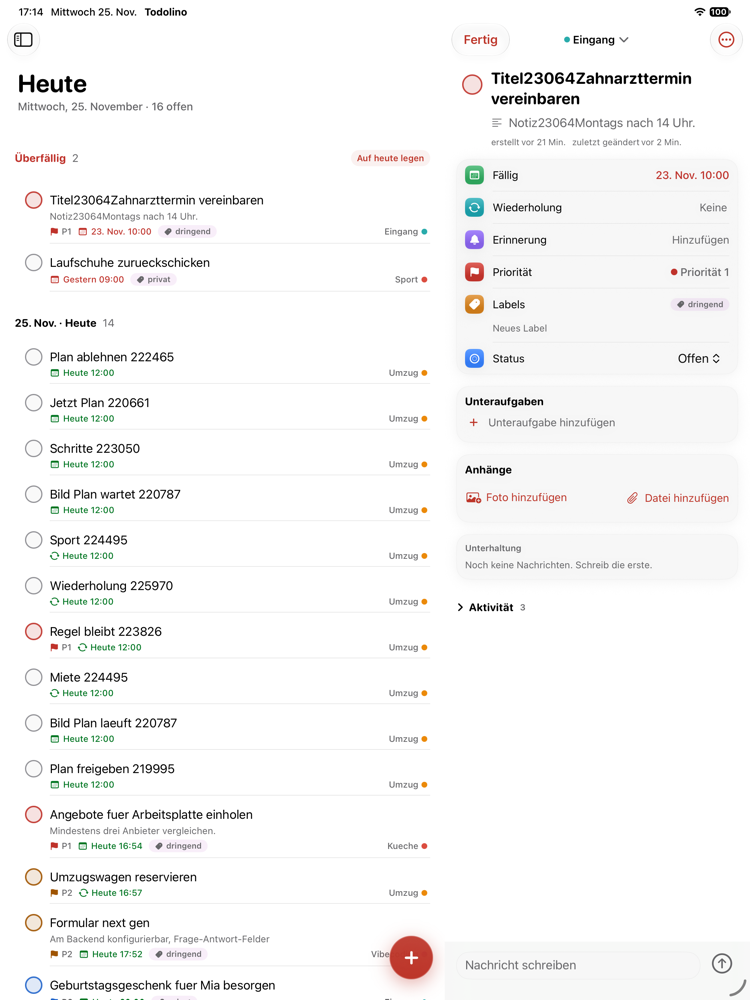 17:14 Mittwoch 25. Nov. Todolino
100
Heute
Mittwoch, 25. November · 16 offen
Überfällig 2
Auf heute legen
Titel23064Zahnarzttermin vereinbaren
Notiz23064Montags nach 14 Uhr.
P1 23. Nov. 10:00 dringend
Eingang
Laufschuhe zurueckschicken
Gestern 09:00 privat
Sport
25. Nov. · Heute 14
Plan ablehnen 222465
Heute 12:00
Umzug
Jetzt Plan 220661
Heute 12:00
Umzug
Schritte 223050
Heute 12:00
Umzug
Bild Plan wartet 220787
Heute 12:00
Umzug
Sport 224495
Heute 12:00
Umzug
Wiederholung 225970
Heute 12:00
Umzug
Regel bleibt 223826
P1 Heute 12:00
Umzug
Miete 224495
Heute 12:00
Umzug
Bild Plan laeuft 220787
Heute 12:00
Umzug
Plan freigeben 219995
Heute 12:00
Umzug
Angebote fuer Arbeitsplatte einholen
Mindestens drei Anbieter vergleichen.
P1 Heute 16:54 dringend
Kueche
Umzugswagen reservieren
P2 Heute 16:57
Umzug
Formular next gen
Am Backend konfigurierbar, Frage-Antwort-Felder
P2 Heute 17:52 dringend
Vibe
Geburtstagsgeschenk fuer Mia besorgen
Fertig
Eingang
Titel23064Zahnarzttermin
vereinbaren
Notiz23064Montags nach 14 Uhr.
erstellt vor 21 Min. zuletzt geändert vor 2 Min.
Fällig 23. Nov. 10:00
Wiederholung Keine
Erinnerung Hinzufügen
Priorität Priorität 1
Labels dringend
Neues Label
Status Offen
Unteraufgaben
Unteraufgabe hinzufügen
Anhänge
Foto hinzufügen Datei hinzufügen
Unterhaltung
Noch keine Nachrichten. Schreib die erste.
Aktivität 3
Nachricht schreiben